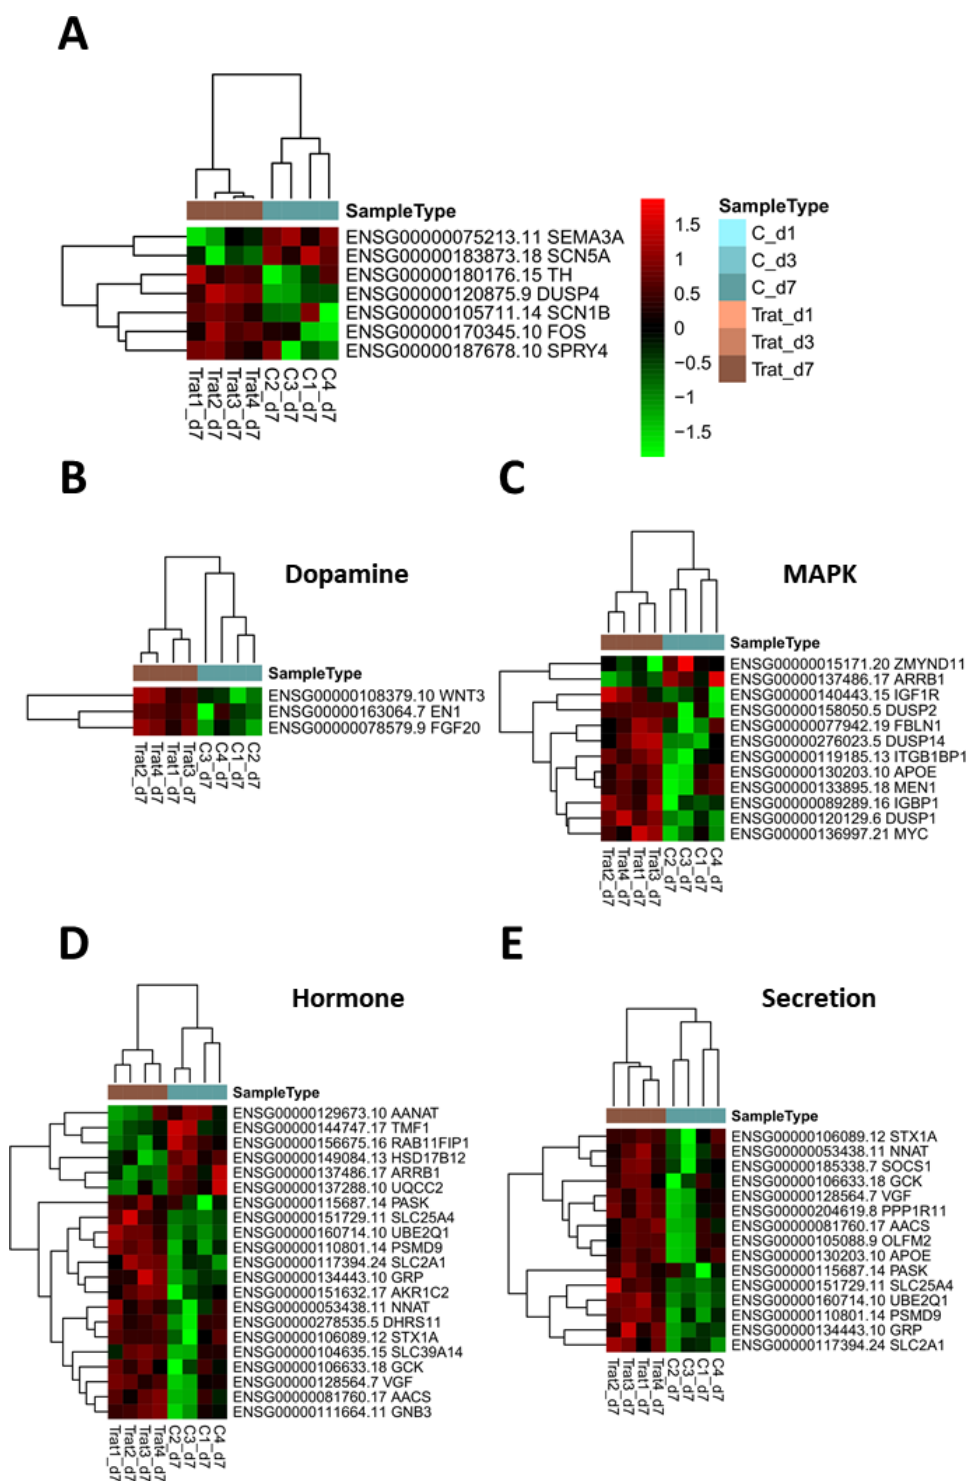 A
SampleType
ENSG00000075213.11 SEMA3A
ENSG00000183873.18 SCN5A
ENSG00000180176.15 TH
ENSG00000120875.9 DUSP4
ENSG00000105711.14 SCN1B
ENSG00000170345.10 FOS
ENSG00000187678.10 SPRY4
Trat1_d7
Trat2_d7
Trat3_d7
Trat4_d7
C2_d7
C3_d7
C1_d7
C4_d7
1.5
1
0.5
0
−0.5
−1
−1.5
SampleType
C_d1
C_d3
C_d7
Trat_d1
Trat_d3
Trat_d7
B
Dopamine
SampleType
ENSG00000108379.10 WNT3
ENSG00000163064.7 EN1
ENSG00000078579.9 FGF20
Trat2_d7
Trat4_d7
Trat1_d7
Trat3_d7
C3_d7
C4_d7
C1_d7
C2_d7
C
MAPK
SampleType
ENSG00000015171.20 ZMYND11
ENSG00000137486.17 ARRB1
ENSG00000140443.15 IGF1R
ENSG00000158050.5 DUSP2
ENSG00000077942.19 FBLN1
ENSG00000276023.5 DUSP14
ENSG00000119185.13 ITGB1BP1
ENSG00000130203.10 APOE
ENSG00000133895.18 MEN1
ENSG00000089289.16 IGBP1
ENSG00000120129.6 DUSP1
ENSG00000136997.21 MYC
Trat2_d7
Trat4_d7
Trat1_d7
Trat3_d7
C2_d7
C3_d7
C1_d7
C4_d7
D
Hormone
SampleType
ENSG00000129673.10 AANAT
ENSG00000144747.17 TMF1
ENSG00000156675.16 RAB11FIP1
ENSG00000149084.13 HSD17B12
ENSG00000137486.17 ARRB1
ENSG00000137288.10 UQCC2
ENSG00000115687.14 PASK
ENSG00000151729.11 SLC25A4
ENSG00000160714.10 UBE2Q1
ENSG00000110801.14 PSMD9
ENSG00000117394.24 SLC2A1
ENSG00000134443.10 GRP
ENSG00000151632.17 AKR1C2
ENSG00000053438.11 NNAT
ENSG00000278535.5 DHRS11
ENSG00000106089.12 STX1A
ENSG00000104635.15 SLC39A14
ENSG00000106633.18 GCK
ENSG00000128564.7 VGF
ENSG00000081760.17 AACS
ENSG00000111664.11 GNB3
Trat1_d7
Trat2_d7
Trat3_d7
Trat4_d7
C2_d7
C3_d7
C1_d7
C4_d7
E
Secretion
SampleType
ENSG00000106089.12 STX1A
ENSG00000053438.11 NNAT
ENSG00000185338.7 SOCS1
ENSG00000106633.18 GCK
ENSG00000128564.7 VGF
ENSG00000204619.8 PPP1R11
ENSG00000081760.17 AACS
ENSG00000105088.9 OLFM2
ENSG00000130203.10 APOE
ENSG00000115687.14 PASK
ENSG00000151729.11 SLC25A4
ENSG00000160714.10 UBE2Q1
ENSG00000110801.14 PSMD9
ENSG00000134443.10 GRP
ENSG00000117394.24 SLC2A1
Trat2_d7
Trat3_d7
Trat1_d7
Trat4_d7
C2_d7
C3_d7
C1_d7
C4_d7